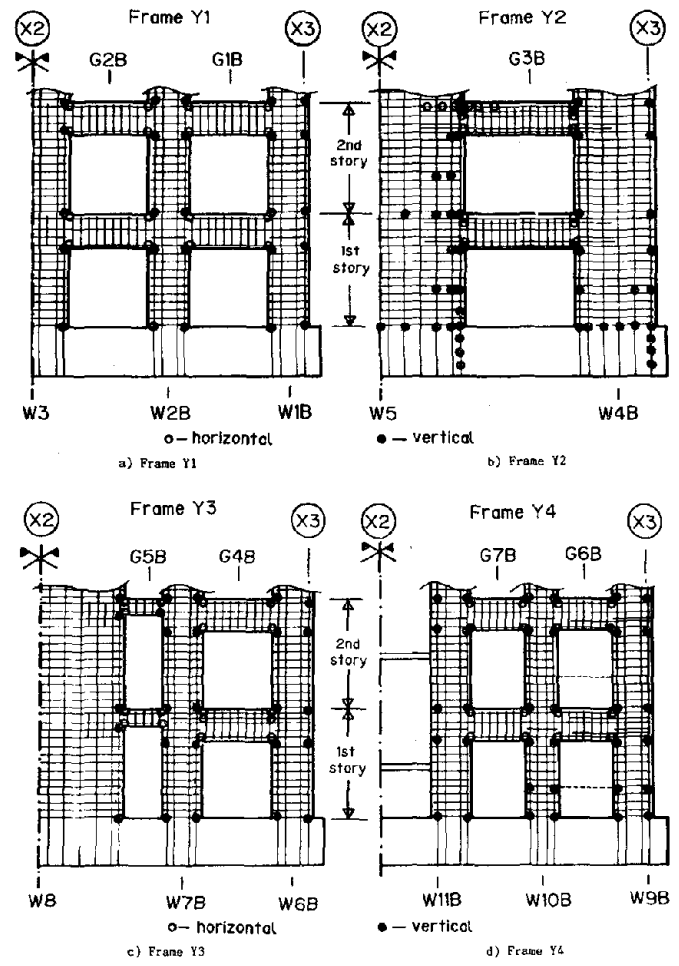 Frame Y1
X2
X3
G2B
G1B
Frame Y2
X2
X3
G3B
2nd story
1st story
W3
W2B
W1B
W5
W4B
o— horizontal
●— vertical
a) Frame Y1
b) Frame Y2
Frame Y3
X2
X3
G5B
G4B
Frame Y4
X2
X3
G7B
G6B
2nd story
1st story
W8
W7B
W6B
W11B
W10B
W9B
o— horizontal
●— vertical
c) Frame Y3
d) Frame Y4